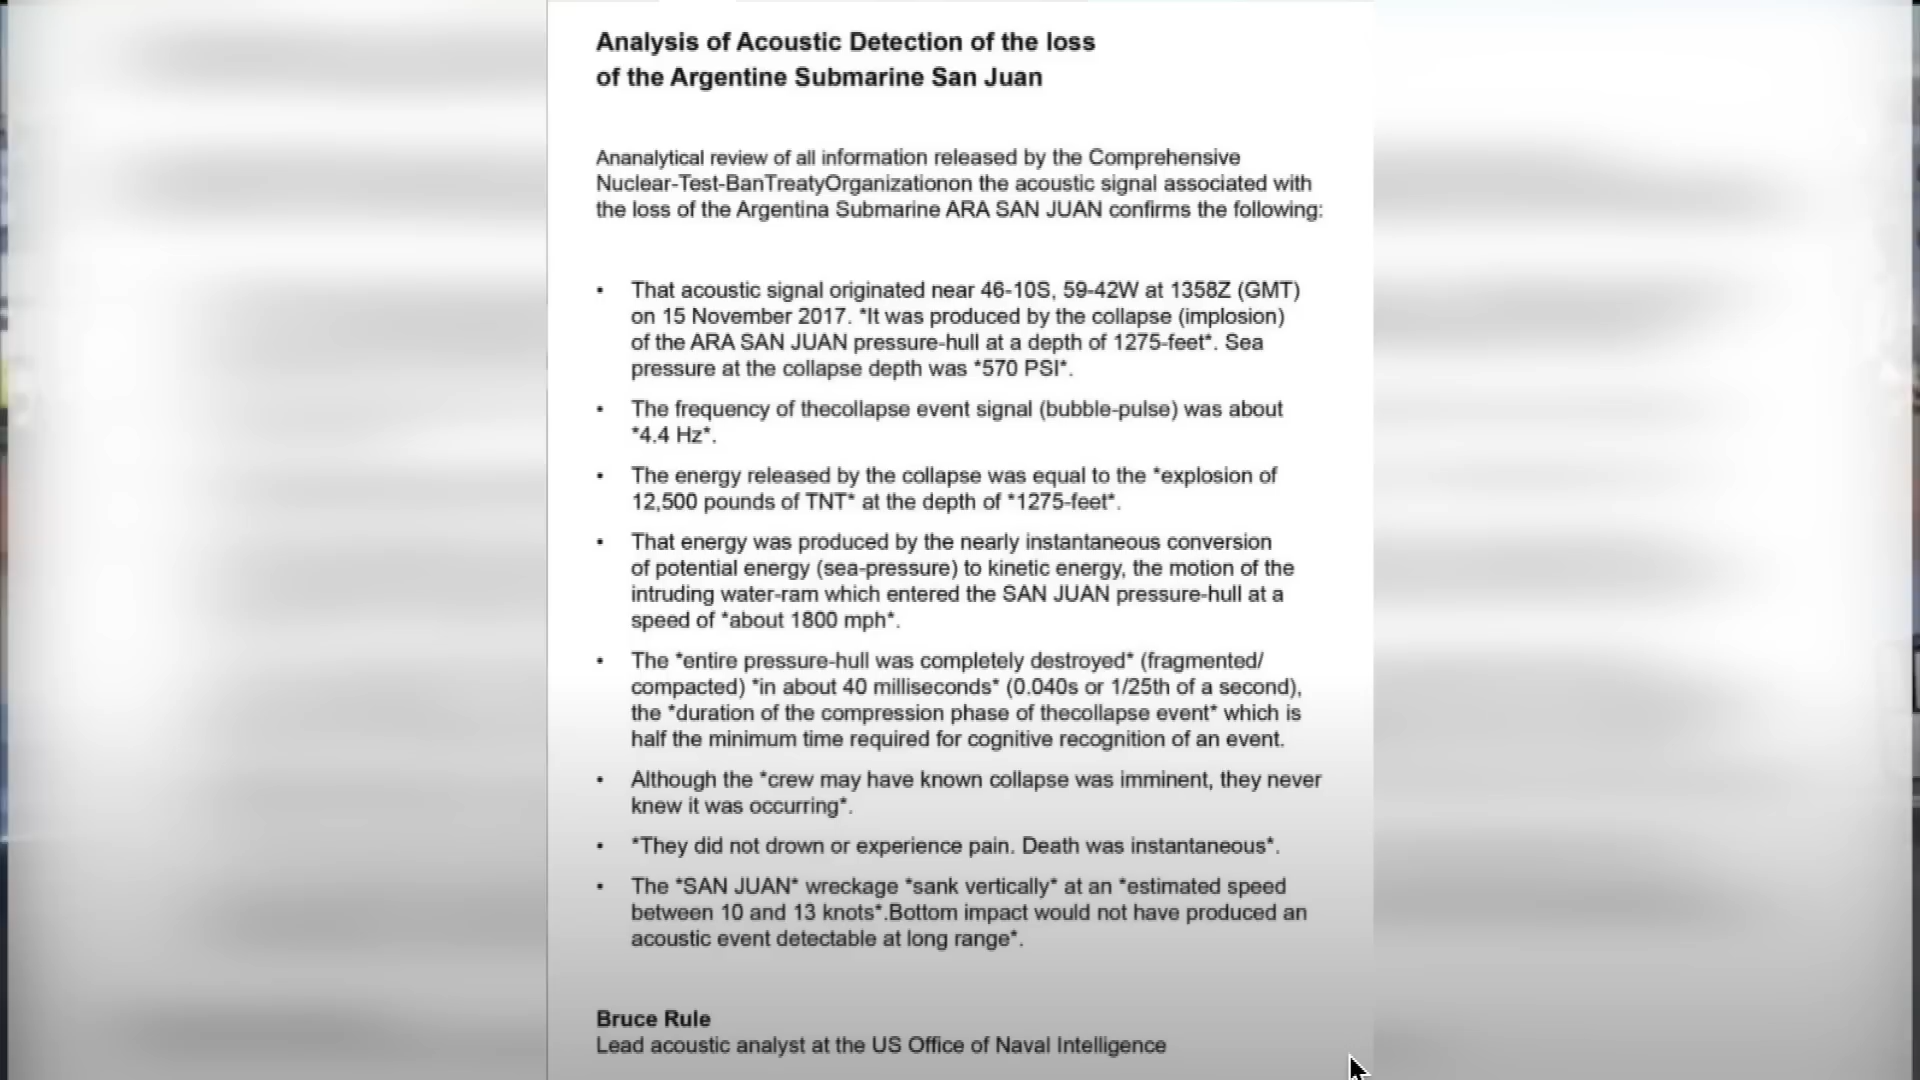 Analysis of Acoustic Detection of the loss
of the Argentine Submarine San Juan
Ananalytical review of all information released by the Comprehensive
Nuclear-Test-BanTreatyOrganizationon the acoustic signal associated with
the loss of the Argentina Submarine ARA SAN JUAN confirms the following:
• That acoustic signal originated near 46-10S, 59-42W at 1358Z (GMT)
on 15 November 2017. *It was produced by the collapse (implosion)
of the ARA SAN JUAN pressure-hull at a depth of 1275-feet*. Sea
pressure at the collapse depth was *570 PSI*.
• The frequency of thecollapse event signal (bubble-pulse) was about
*4.4 Hz*.
• The energy released by the collapse was equal to the *explosion of
12,500 pounds of TNT* at the depth of *1275-feet*.
• That energy was produced by the nearly instantaneous conversion
of potential energy (sea-pressure) to kinetic energy, the motion of the
intruding water-ram which entered the SAN JUAN pressure-hull at a
speed of *about 1800 mph*.
• The *entire pressure-hull was completely destroyed* (fragmented/
compacted) *in about 40 milliseconds* (0.040s or 1/25th of a second),
the *duration of the compression phase of thecollapse event* which is
half the minimum time required for cognitive recognition of an event.
• Although the *crew may have known collapse was imminent, they never
knew it was occurring*.
• *They did not drown or experience pain. Death was instantaneous*.
• The *SAN JUAN* wreckage *sank vertically* at an *estimated speed
between 10 and 13 knots*.Bottom impact would not have produced an
acoustic event detectable at long range*.
Bruce Rule
Lead acoustic analyst at the US Office of Naval Intelligence